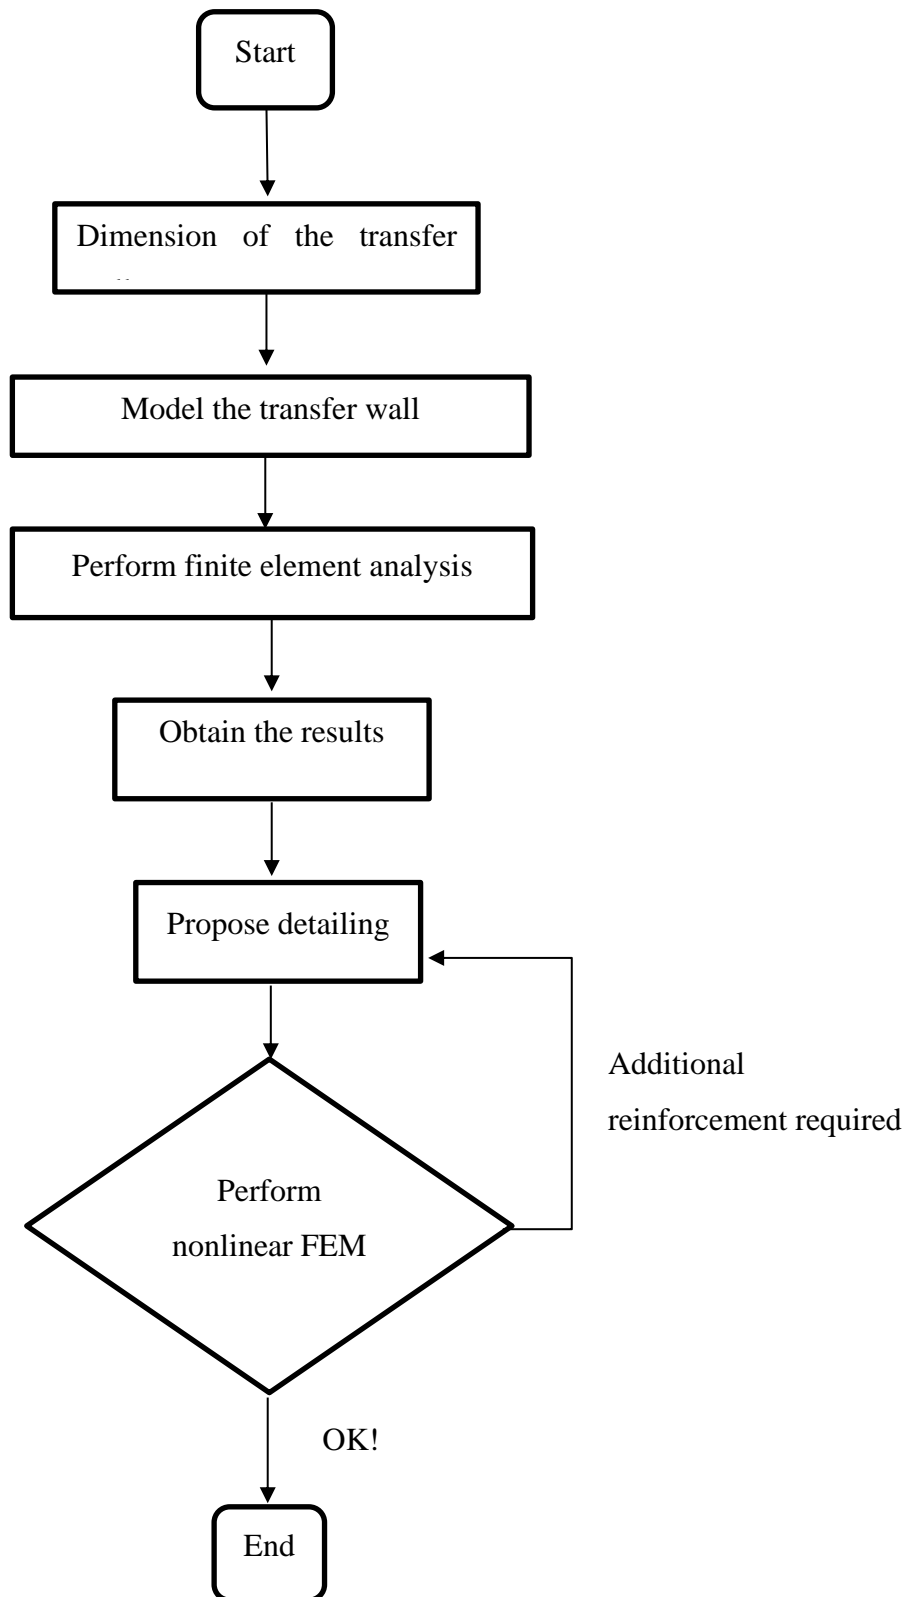 Start
Dimension of the transfer
Model the transfer wall
Perform finite element analysis
Obtain the results
Propose detailing
Additional
reinforcement required
Perform
nonlinear FEM
OK!
End